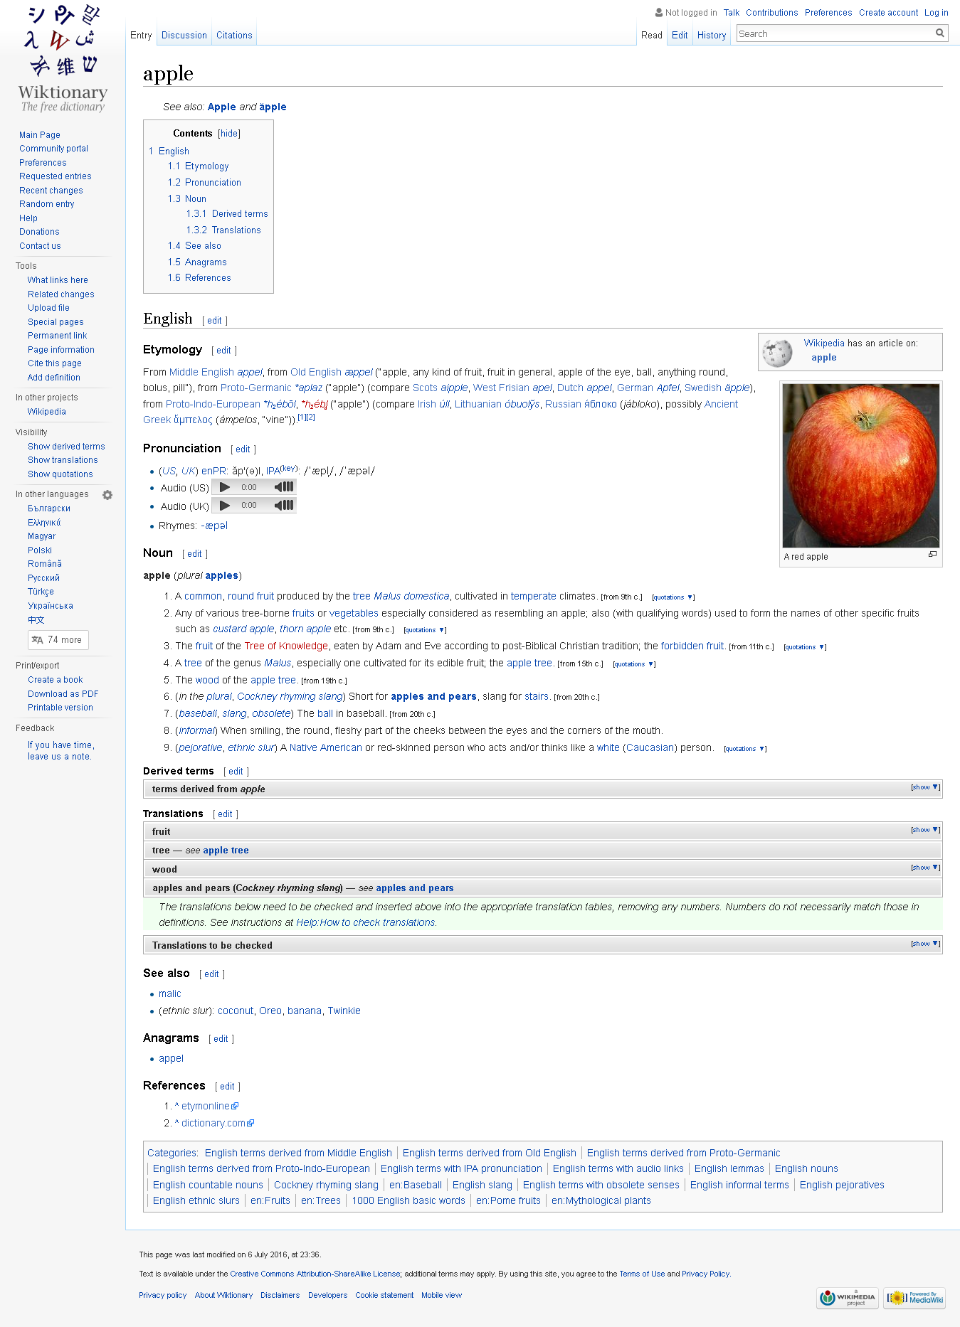 Not logged in Talk Contributions Preferences Create account Log in
Entry Discussion Citations Read Edit History Search
Wiktionary
The free dictionary
Main Page
Community portal
Preferences
Requested entries
Recent changes
Random entry
Help
Donations
Contact us
Tools
What links here
Related changes
Upload file
Special pages
Permanent link
Page information
Cite this page
Add definition
In other projects
Wikipedia
Visibility
Show derived terms
Show translations
Show quotations
In other languages
Български
Ελληνικά
Magyar
Polski
Română
Русский
Türkçe
Українська
中文
74 more
Print/export
Create a book
Download as PDF
Printable version
Feedback
If you have time,
leave us a note.
apple
See also: Apple and äpple
Contents [hide]
1 English
1.1 Etymology
1.2 Pronunciation
1.3 Noun
1.3.1 Derived terms
1.3.2 Translations
1.4 See also
1.5 Anagrams
1.6 References
English [ edit ]
Wikipedia has an article on:
apple
Etymology [ edit ]
From Middle English appel, from Old English æppel ("apple, any kind of fruit, fruit in general, apple of the eye, ball, anything round,
bolus, pill"), from Proto-Germanic *aplaz ("apple") (compare Scots aipple, West Frisian apel, Dutch appel, German Apfel, Swedish äpple),
from Proto-Indo-European *h₂ébōl, *h₂ébl̥ ("apple") (compare Irish úll, Lithuanian óbuolỹs, Russian я́блоко (jábloko), possibly Ancient
Greek ἄμπελος (ámpelos, "vine")).[1][2]
A red apple
Pronunciation [ edit ]
(US, UK) enPR: ăp'(ə)l, IPA(key): /ˈæpl̩/, /ˈæpəl/
Audio (US) 0:00
Audio (UK) 0:00
Rhymes: -æpəl
Noun [ edit ]
apple (plural apples)
1. A common, round fruit produced by the tree Malus domestica, cultivated in temperate climates. [from 9th c.] [quotations ▼]
2. Any of various tree-borne fruits or vegetables especially considered as resembling an apple; also (with qualifying words) used to form the names of other specific fruits
such as custard apple, thorn apple etc. [from 9th c.] [quotations ▼]
3. The fruit of the Tree of Knowledge, eaten by Adam and Eve according to post-Biblical Christian tradition; the forbidden fruit. [from 11th c.] [quotations ▼]
4. A tree of the genus Malus, especially one cultivated for its edible fruit; the apple tree. [from 15th c.] [quotations ▼]
5. The wood of the apple tree. [from 19th c.]
6. (in the plural, Cockney rhyming slang) Short for apples and pears, slang for stairs. [from 20th c.]
7. (baseball, slang, obsolete) The ball in baseball. [from 20th c.]
8. (informal) When smiling, the round, fleshy part of the cheeks between the eyes and the corners of the mouth.
9. (pejorative, ethnic slur) A Native American or red-skinned person who acts and/or thinks like a white (Caucasian) person. [quotations ▼]
Derived terms [ edit ]
terms derived from apple [show ▼]
Translations [ edit ]
fruit [show ▼]
tree — see apple tree
wood [show ▼]
apples and pears (Cockney rhyming slang) — see apples and pears
The translations below need to be checked and inserted above into the appropriate translation tables, removing any numbers. Numbers do not necessarily match those in
definitions. See instructions at Help:How to check translations.
Translations to be checked [show ▼]
See also [ edit ]
malic
(ethnic slur): coconut, Oreo, banana, Twinkie
Anagrams [ edit ]
appel
References [ edit ]
1. ^ etymonline
2. ^ dictionary.com
Categories: English terms derived from Middle English | English terms derived from Old English | English terms derived from Proto-Germanic
| English terms derived from Proto-Indo-European | English terms with IPA pronunciation | English terms with audio links | English lemmas | English nouns
| English countable nouns | Cockney rhyming slang | en:Baseball | English slang | English terms with obsolete senses | English informal terms | English pejoratives
| English ethnic slurs | en:Fruits | en:Trees | 1000 English basic words | en:Pome fruits | en:Mythological plants
This page was last modified on 6 July 2016, at 23:36.
Text is available under the Creative Commons Attribution-ShareAlike License; additional terms may apply. By using this site, you agree to the Terms of Use and Privacy Policy.
Privacy policy About Wiktionary Disclaimers Developers Cookie statement Mobile view
A WIKIMEDIA project
Powered By MediaWiki